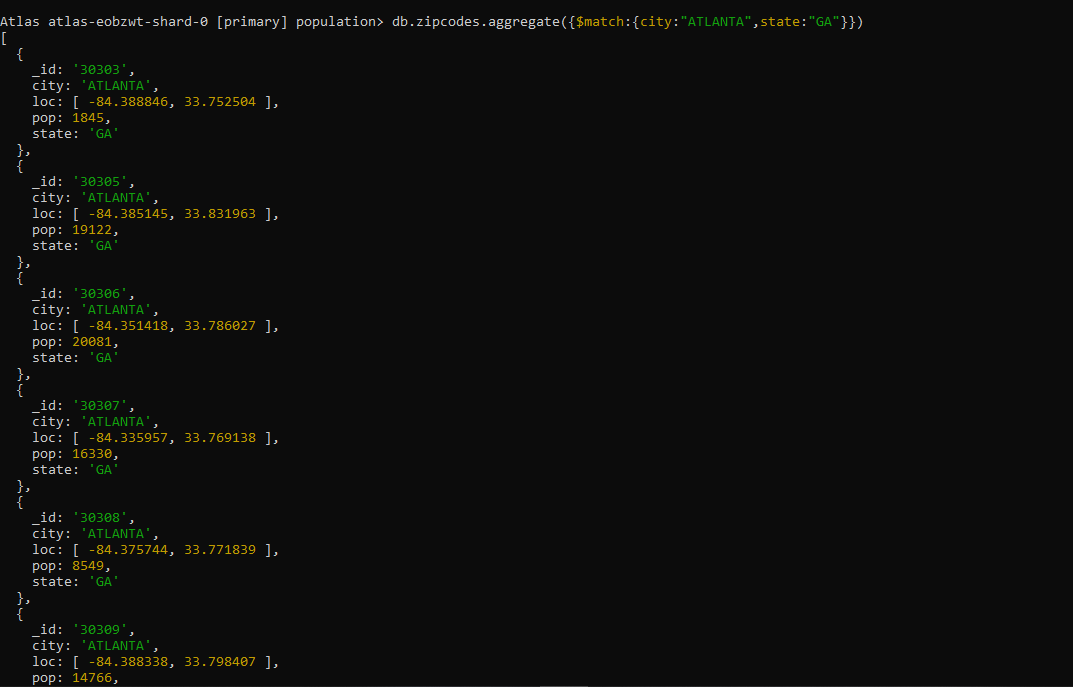 Atlas atlas-eobzwt-shard-0 [primary] population> db.zipcodes.aggregate({$match:{city:"ATLANTA",state:"GA"}})
[
  {
    _id: '30303',
    city: 'ATLANTA',
    loc: [ -84.388846, 33.752504 ],
    pop: 1845,
    state: 'GA'
  },
  {
    _id: '30305',
    city: 'ATLANTA',
    loc: [ -84.385145, 33.831963 ],
    pop: 19122,
    state: 'GA'
  },
  {
    _id: '30306',
    city: 'ATLANTA',
    loc: [ -84.351418, 33.786027 ],
    pop: 20081,
    state: 'GA'
  },
  {
    _id: '30307',
    city: 'ATLANTA',
    loc: [ -84.335957, 33.769138 ],
    pop: 16330,
    state: 'GA'
  },
  {
    _id: '30308',
    city: 'ATLANTA',
    loc: [ -84.375744, 33.771839 ],
    pop: 8549,
    state: 'GA'
  },
  {
    _id: '30309',
    city: 'ATLANTA',
    loc: [ -84.388338, 33.798407 ],
    pop: 14766,